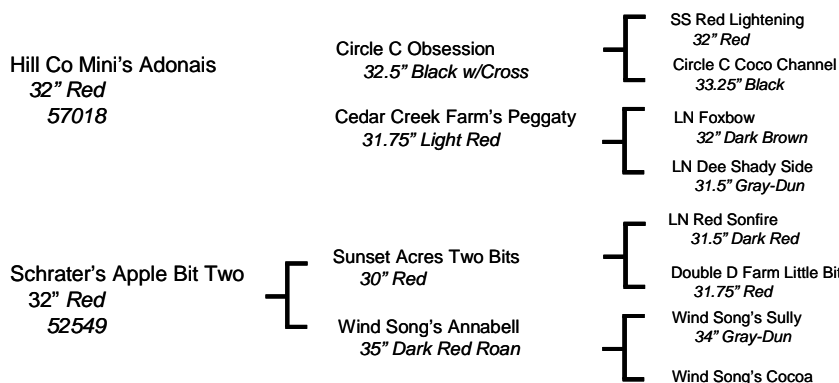 Hill Co Mini's Adonais
32” Red
57018
Circle C Obsession
32.5” Black w/Cross
Cedar Creek Farm's Peggaty
31.75” Light Red
SS Red Lightening
32” Red
Circle C Coco Channel
33.25” Black
LN Foxbow
32” Dark Brown
LN Dee Shady Side
31.5” Gray-Dun
Schrater's Apple Bit Two
32” Red
52549
Sunset Acres Two Bits
30” Red
Wind Song's Annabell
35” Dark Red Roan
LN Red Sonfire
31.5” Dark Red
Double D Farm Little Bit
31.75” Red
Wind Song's Sully
34” Gray-Dun
Wind Song's Cocoa